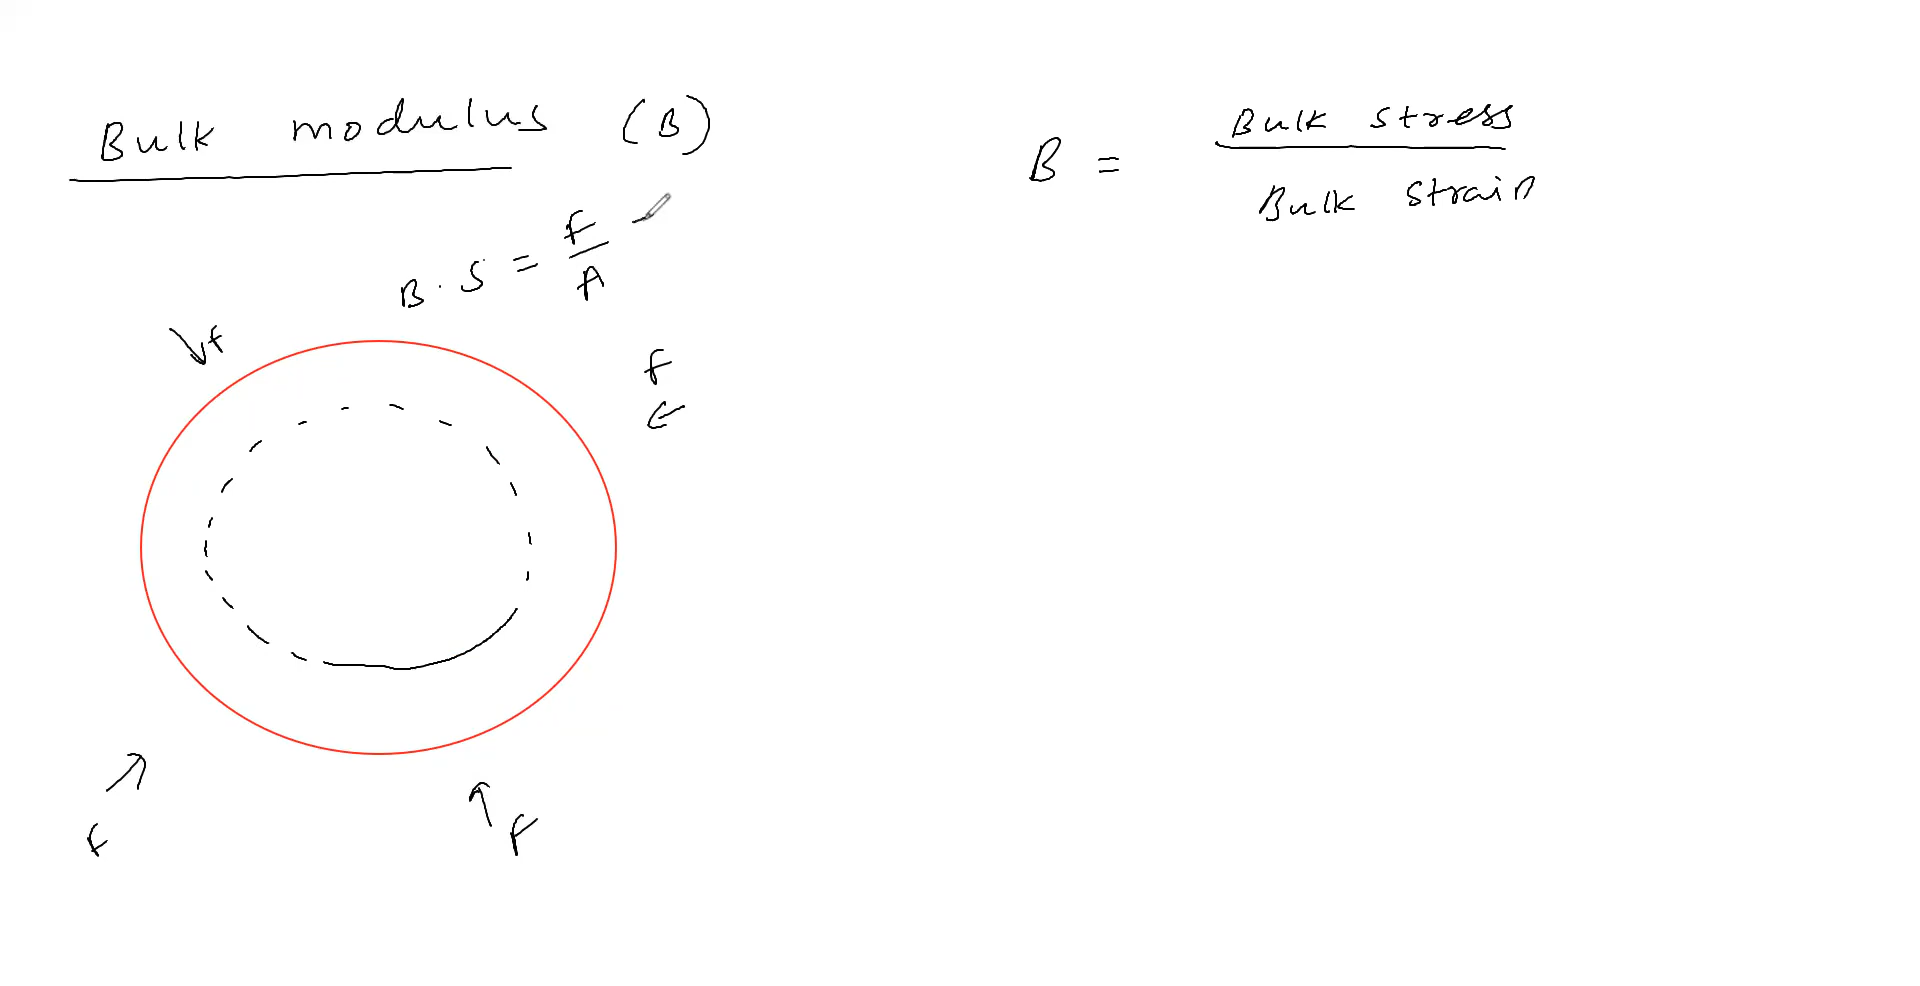 Bulk modulus (B)
B = Bulk stress / Bulk strain
B.S = F/A -
F
F
F
F